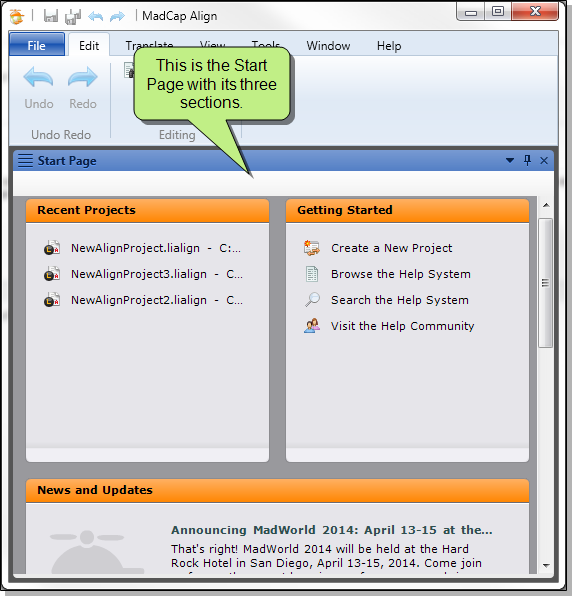 MadCap Align
File Edit Translate View Tools Window Help
This is the Start
Page with its three
sections.
Undo Redo
Undo Redo Editing
Start Page
Recent Projects
NewAlignProject.lialign - C:...
NewAlignProject3.lialign - C...
NewAlignProject2.lialign - C...
Getting Started
Create a New Project
Browse the Help System
Search the Help System
Visit the Help Community
News and Updates
Announcing MadWorld 2014: April 13-15 at the...
That's right! MadWorld 2014 will be held at the Hard
Rock Hotel in San Diego, April 13-15, 2014. Come join